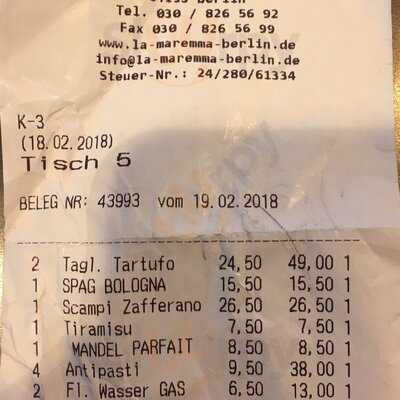 Tel. 030 / 826 56 92
Fax 030 / 826 56 99
www.la-maremma-berlin.de
info@la-maremma-berlin.de
Steuer-Nr.: 24/280/61334
K-3
(18.02.2018)
Tisch 5
BELEG NR: 43993 vom 19.02.2018
2 Tagl. Tartufo 24,50 49,00 1
1 SPAG BOLOGNA 15,50 15,50 1
1 Scampi Zafferano 26,50 26,50 1
1 Tiramisu 7,50 7,50 1
1 MANDEL PARFAIT 8,50 8,50 1
4 Antipasti 9,50 38,00 1
2 Fl. Wasser GAS 6,50 13,00 1